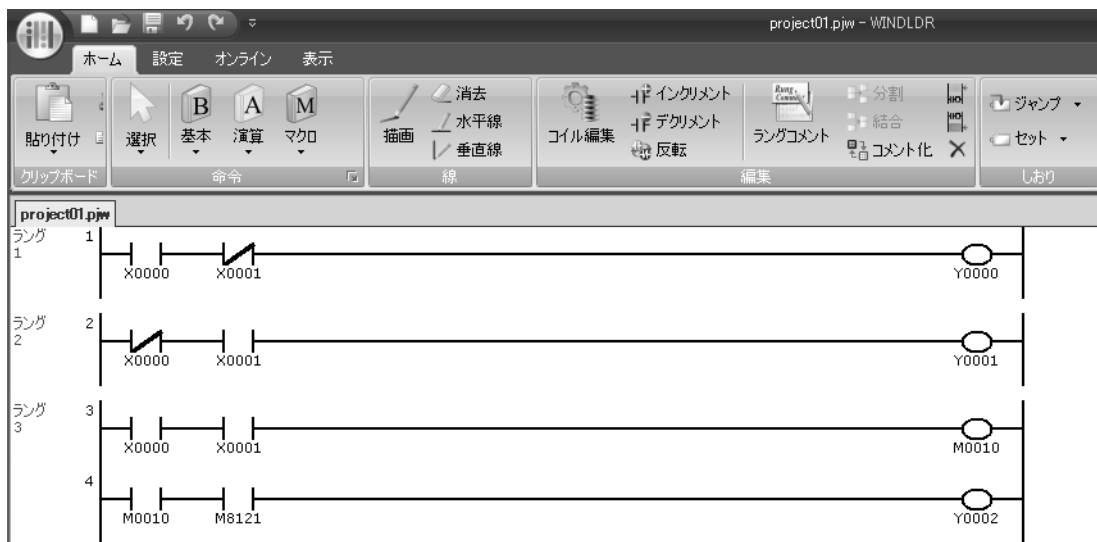 project01.pjw - WINDLDR
ホーム 設定 オンライン 表示
貼り付け
選択
B
基本
A
演算
M
マクロ
描画
消去
水平線
垂直線
コイル編集
インクリメント
デクリメント
反転
ラングコメント
分割
結合
コメント化
ジャンプ
セット
クリップボード 命令 線 編集 しおり
project01.pjw
ラング 1
1
X0000 X0001 Y0000
ラング 2
2
X0000 X0001 Y0001
ラング 3
3
X0000 X0001 M0010
4
M0010 M8121 Y0002